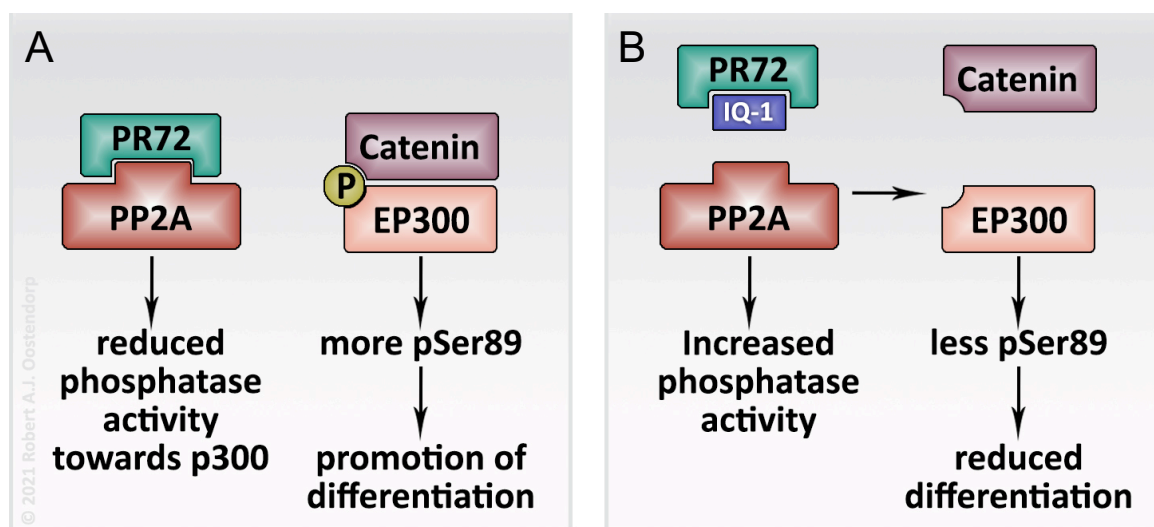 A
PR72
PP2A
reduced
phosphatase
activity
towards p300
Catenin
P
EP300
more pSer89
promotion of
differentiation
© 2021 Robert A.J. Oostendorp
B
PR72
IQ-1
PP2A
Increased
phosphatase
activity
Catenin
EP300
less pSer89
reduced
differentiation